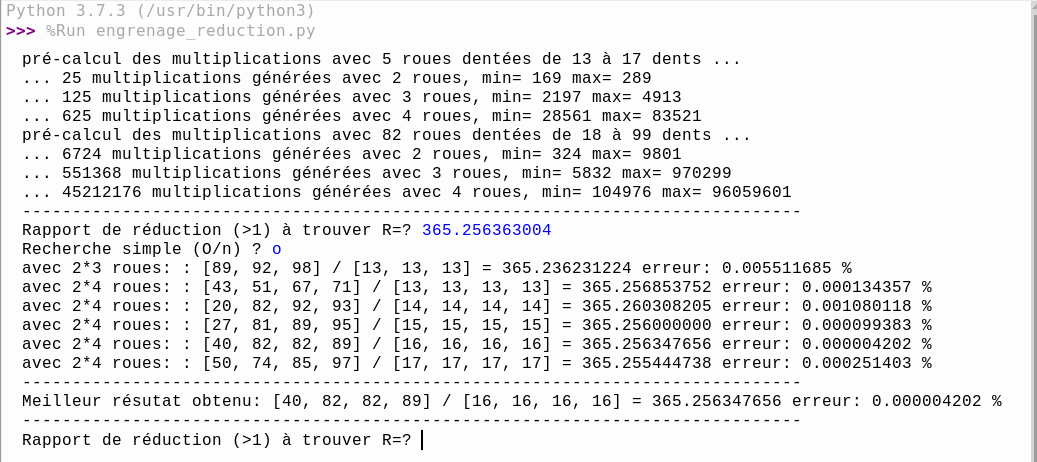 Python 3.7.3 (/usr/bin/python3)
>>> %Run engrenage_reduction.py
pré-calcul des multiplications avec 5 roues dentées de 13 à 17 dents ...
... 25 multiplications générées avec 2 roues, min= 169 max= 289
... 125 multiplications générées avec 3 roues, min= 2197 max= 4913
... 625 multiplications générées avec 4 roues, min= 28561 max= 83521
pré-calcul des multiplications avec 82 roues dentées de 18 à 99 dents ...
... 6724 multiplications générées avec 2 roues, min= 324 max= 9801
... 551368 multiplications générées avec 3 roues, min= 5832 max= 970299
... 45212176 multiplications générées avec 4 roues, min= 104976 max= 96059601
------------------------------------------------------------------------------
Rapport de réduction (>1) à trouver R=? 365.256363004
Recherche simple (O/n) ? o
avec 2*3 roues: : [89, 92, 98] / [13, 13, 13] = 365.236231224 erreur: 0.005511685 %
avec 2*4 roues: : [43, 51, 67, 71] / [13, 13, 13, 13] = 365.256853752 erreur: 0.000134357 %
avec 2*4 roues: : [20, 82, 92, 93] / [14, 14, 14, 14] = 365.260308205 erreur: 0.001080118 %
avec 2*4 roues: : [27, 81, 89, 95] / [15, 15, 15, 15] = 365.256000000 erreur: 0.000099383 %
avec 2*4 roues: : [40, 82, 82, 89] / [16, 16, 16, 16] = 365.256347656 erreur: 0.000004202 %
avec 2*4 roues: : [50, 74, 85, 97] / [17, 17, 17, 17] = 365.255444738 erreur: 0.000251403 %
------------------------------------------------------------------------------
Meilleur résutat obtenu: [40, 82, 82, 89] / [16, 16, 16, 16] = 365.256347656 erreur: 0.000004202 %
------------------------------------------------------------------------------
Rapport de réduction (>1) à trouver R=?